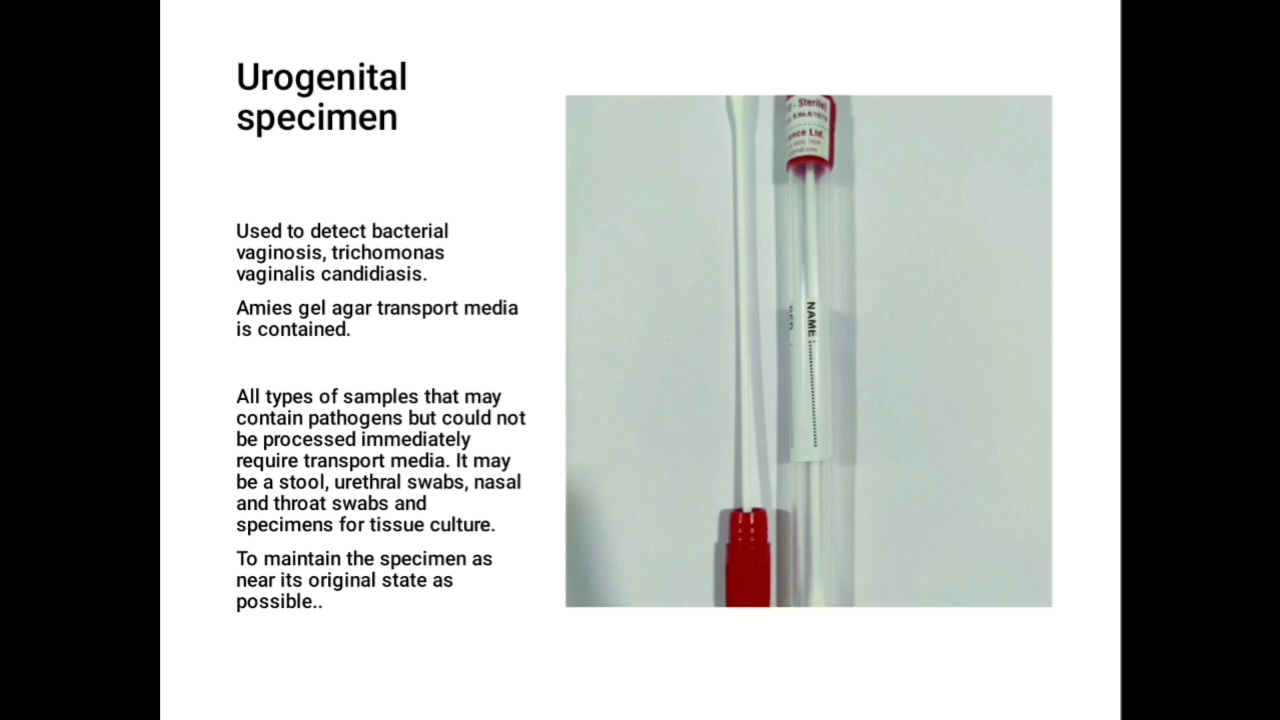 Urogenital
specimen
Used to detect bacterial
vaginosis, trichomonas
vaginalis candidiasis.
Amies gel agar transport media
is contained.
All types of samples that may
contain pathogens but could not
be processed immediately
require transport media. It may
be a stool, urethral swabs, nasal
and throat swabs and
specimens for tissue culture.
To maintain the specimen as
near its original state as
possible..
- Sterile
Ltd.
NAME: